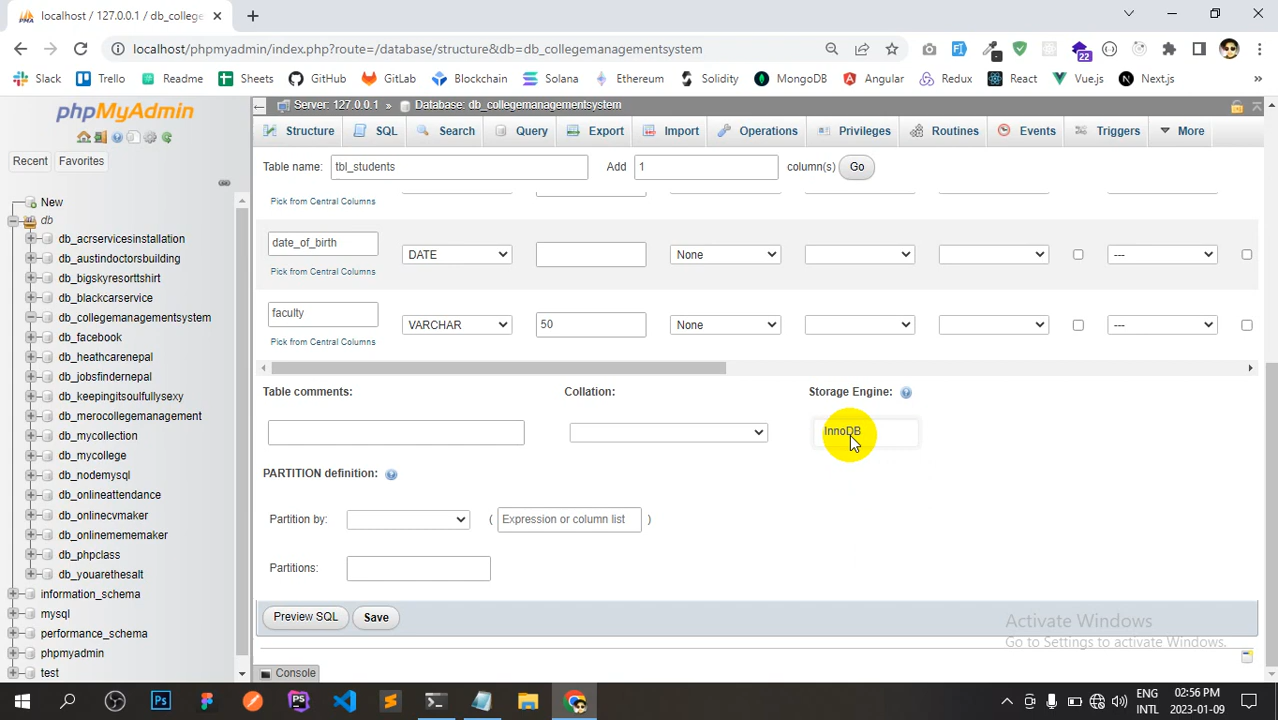 localhost / 127.0.0.1 / db_college
localhost/phpmyadmin/index.php?route=/database/structure&db=db_collegemanagementsystem
22
Slack
Trello
Readme
Sheets
GitHub
GitLab
Blockchain
Solana
Ethereum
Solidity
MongoDB
Angular
Redux
React
Vue.js
Next.js
phpMyAdmin
Recent
Favorites
New
db
db_acrservicesinstallation
db_austindoctorsbuilding
db_bigskyresorttshirt
db_blackcarservice
db_collegemanagementsystem
db_facebook
db_heathcarenepal
db_jobsfindernepal
db_keepingitsoulfullysexy
db_merocollegemanagement
db_mycollection
db_mycollege
db_nodemysql
db_onlineattendance
db_onlinecvmaker
db_onlinemememaker
db_phpclass
db_youarethesalt
information_schema
mysql
performance_schema
phpmyadmin
test
Server: 127.0.0.1 » Database: db_collegemanagementsystem
Structure
SQL
Search
Query
Export
Import
Operations
Privileges
Routines
Events
Triggers
More
Table name: tbl_students Add 1 column(s) Go
Pick from Central Columns
date_of_birth DATE None ---
Pick from Central Columns
faculty VARCHAR 50 None ---
Pick from Central Columns
Table comments: Collation: Storage Engine:
InnoDB
PARTITION definition:
Partition by: ( Expression or column list )
Partitions:
Preview SQL Save
Activate Windows
Go to Settings to activate Windows.
Console
ENG
INTL
02:56 PM
2023-01-09